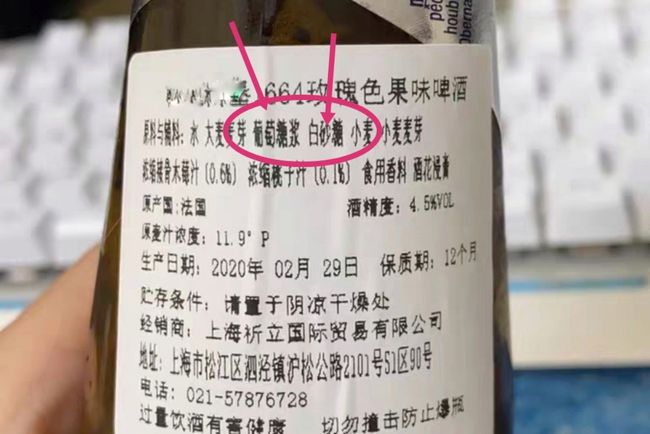 pêc
houb
berna
664玫瑰色果味啤酒
原料与辅料: 水 大麦麦芽 葡萄糖浆 白砂糖 小麦 小麦麦芽
浓缩接骨木莓汁 (0.6%) 浓缩桃子汁 (0.1%) 食用香料 酒花浸膏
原产国:法国 酒精度: 4.5%VOL
原麦汁浓度: 11.9° P
生产日期: 2020年 02月 29日 保质期: 12个月
贮存条件: 请置于阴凉干燥处
经销商: 上海祈立国际贸易有限公司
地址: 上海市松江区泗泾镇沪松公路2101号S1区90号
电话: 021-57876728
过量饮酒有害健康 切勿撞击防止爆瓶